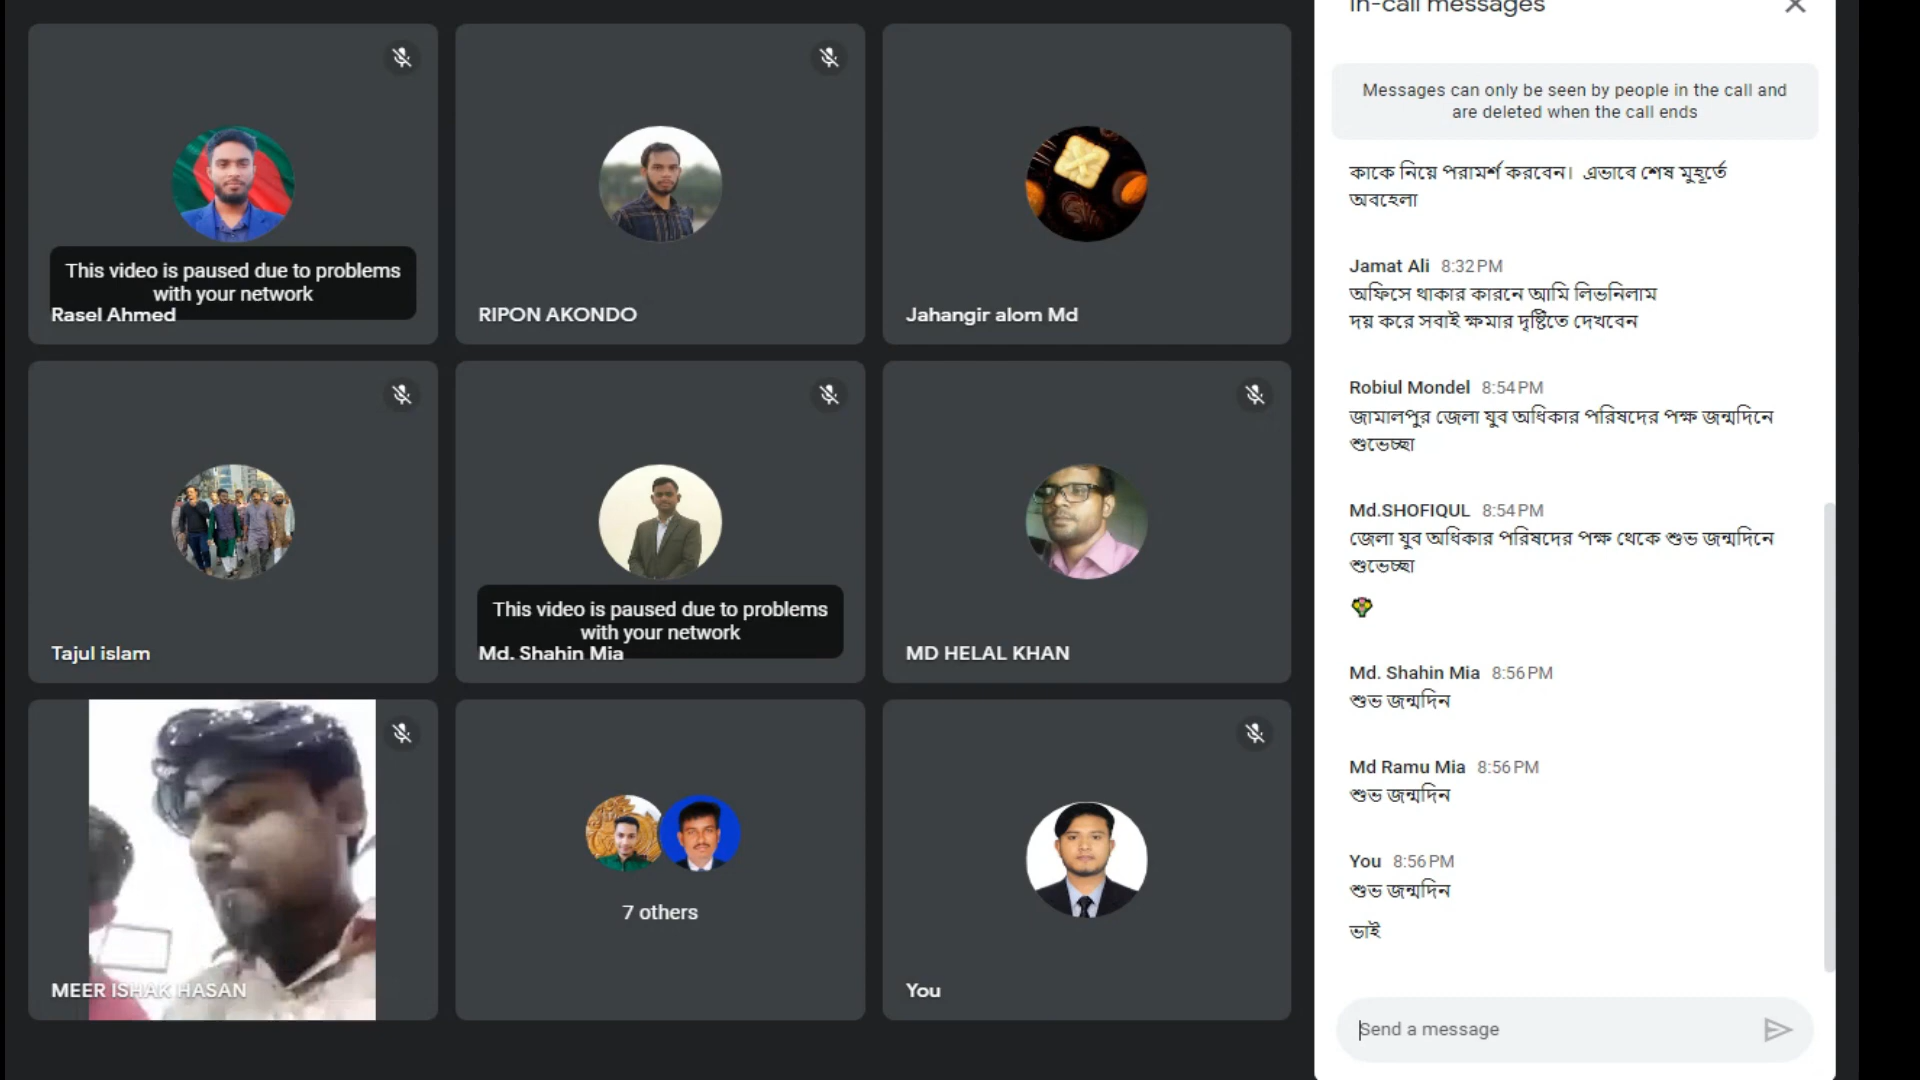 This video is paused due to problems
with your network
Rasel Ahmed
RIPON AKONDO
Jahangir alom Md
Tajul islam
This video is paused due to problems
with your network
Md. Shahin Mia
MD HELAL KHAN
MEER ISHAK HASAN
7 others
You
In-call messages
Messages can only be seen by people in the call and
are deleted when the call ends
কাকে নিয়ে পরামর্শ করবেন। এভাবে শেষ মুহূর্তে
অবহেলা
Jamat Ali 8:32 PM
অফিসে থাকার কারনে আমি লিভনিলাম
দয় করে সবাই ক্ষমার দৃষ্টিতে দেখবেন
Robiul Mondel 8:54 PM
জামালপুর জেলা যুব অধিকার পরিষদের পক্ষ জন্মদিনে
শুভেচ্ছা
Md.SHOFIQUL 8:54 PM
জেলা যুব অধিকার পরিষদের পক্ষ থেকে শুভ জন্মদিনে
শুভেচ্ছা
Md. Shahin Mia 8:56 PM
শুভ জন্মদিন
Md Ramu Mia 8:56 PM
শুভ জন্মদিন
You 8:56 PM
শুভ জন্মদিন
ভাই
Send a message